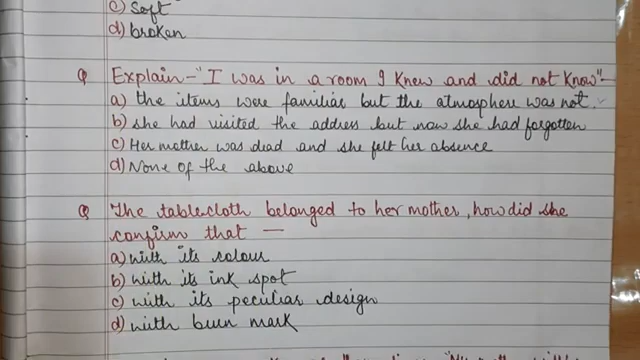 c) Soft
d) broken
Q Explain - "I was in a room I knew and did not know" -
a) the items were familiar but the atmosphere was not.
b) she had visited the address but now she had forgotten
c) Her mother was dead and she felt her absence
d) None of the above
Q The tablecloth belonged to her mother, how did she
confirm that —
a) with its colour
b) with its ink spot
c) with its peculiar design
d) with burn mark